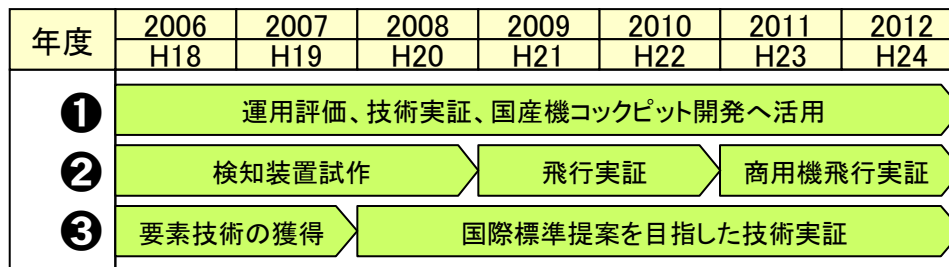 年度 2006 2007 2008 2009 2010 2011 2012
H18 H19 H20 H21 H22 H23 H24
❶ 運用評価、技術実証、国産機コックピット開発へ活用
❷ 検知装置試作 飛行実証 商用機飛行実証
❸ 要素技術の獲得 国際標準提案を目指した技術実証